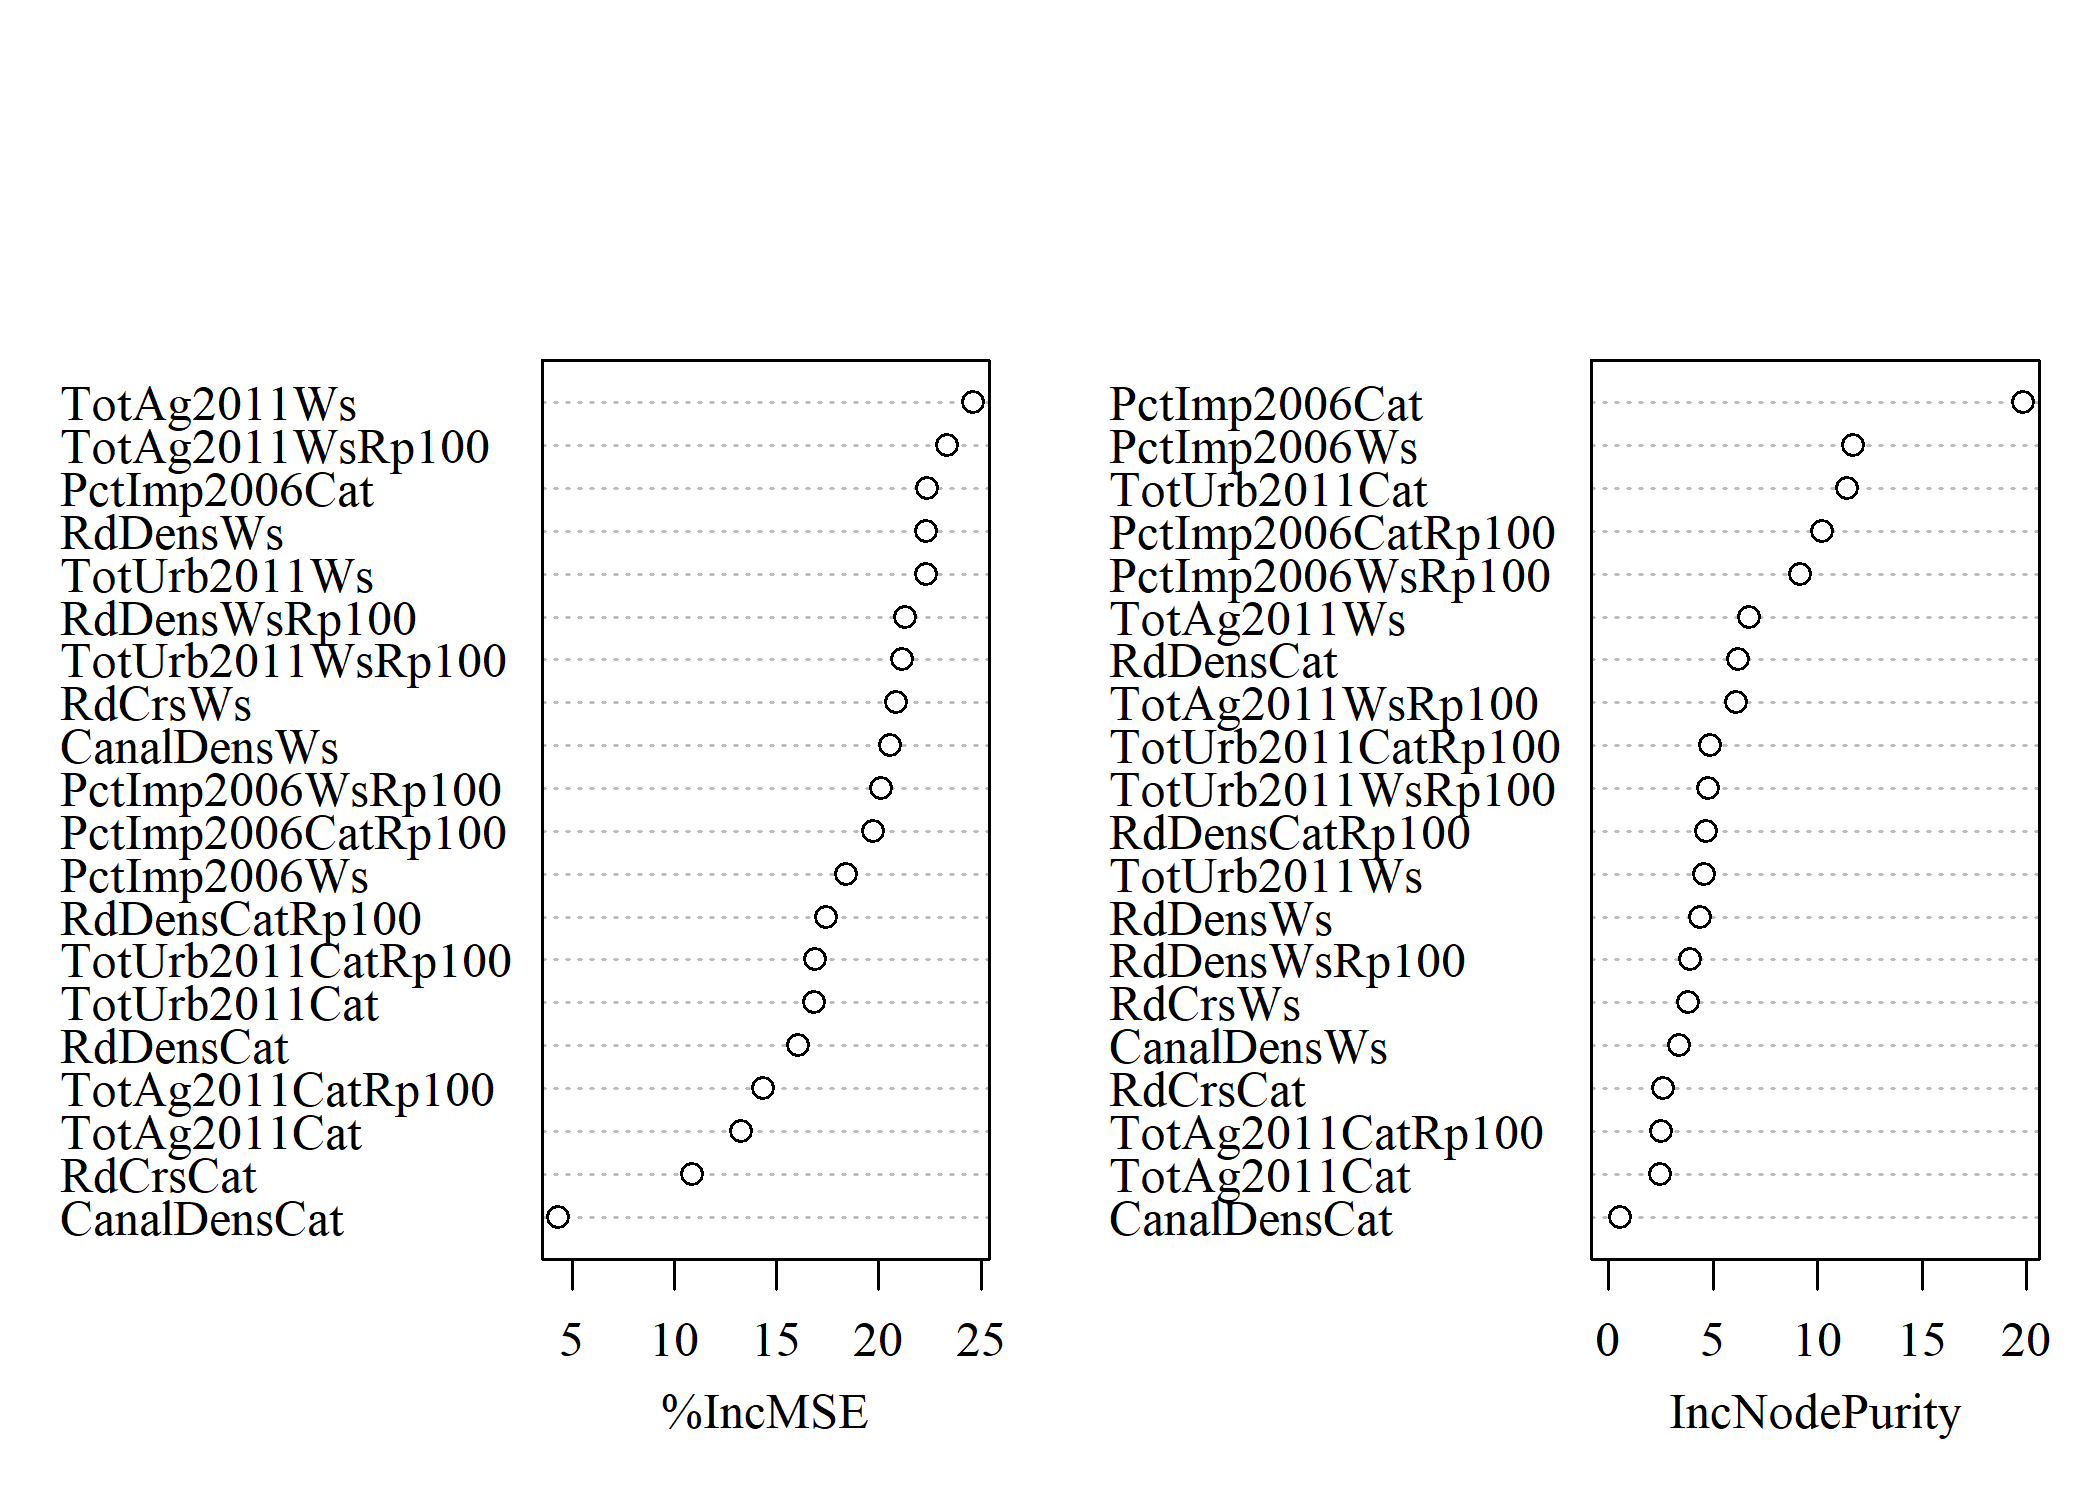 TotAg2011Ws
TotAg2011WsRp100
PctImp2006Cat
RdDensWs
TotUrb2011Ws
RdDensWsRp100
TotUrb2011WsRp100
RdCrsWs
CanalDensWs
PctImp2006WsRp100
PctImp2006CatRp100
PctImp2006Ws
RdDensCatRp100
TotUrb2011CatRp100
TotUrb2011Cat
RdDensCat
TotAg2011CatRp100
TotAg2011Cat
RdCrsCat
CanalDensCat
5 10 15 20 25
%IncMSE
PctImp2006Cat
PctImp2006Ws
TotUrb2011Cat
PctImp2006CatRp100
PctImp2006WsRp100
TotAg2011Ws
RdDensCat
TotAg2011WsRp100
TotUrb2011CatRp100
TotUrb2011WsRp100
RdDensCatRp100
TotUrb2011Ws
RdDensWs
RdDensWsRp100
RdCrsWs
CanalDensWs
RdCrsCat
TotAg2011CatRp100
TotAg2011Cat
CanalDensCat
0 5 10 15 20
IncNodePurity